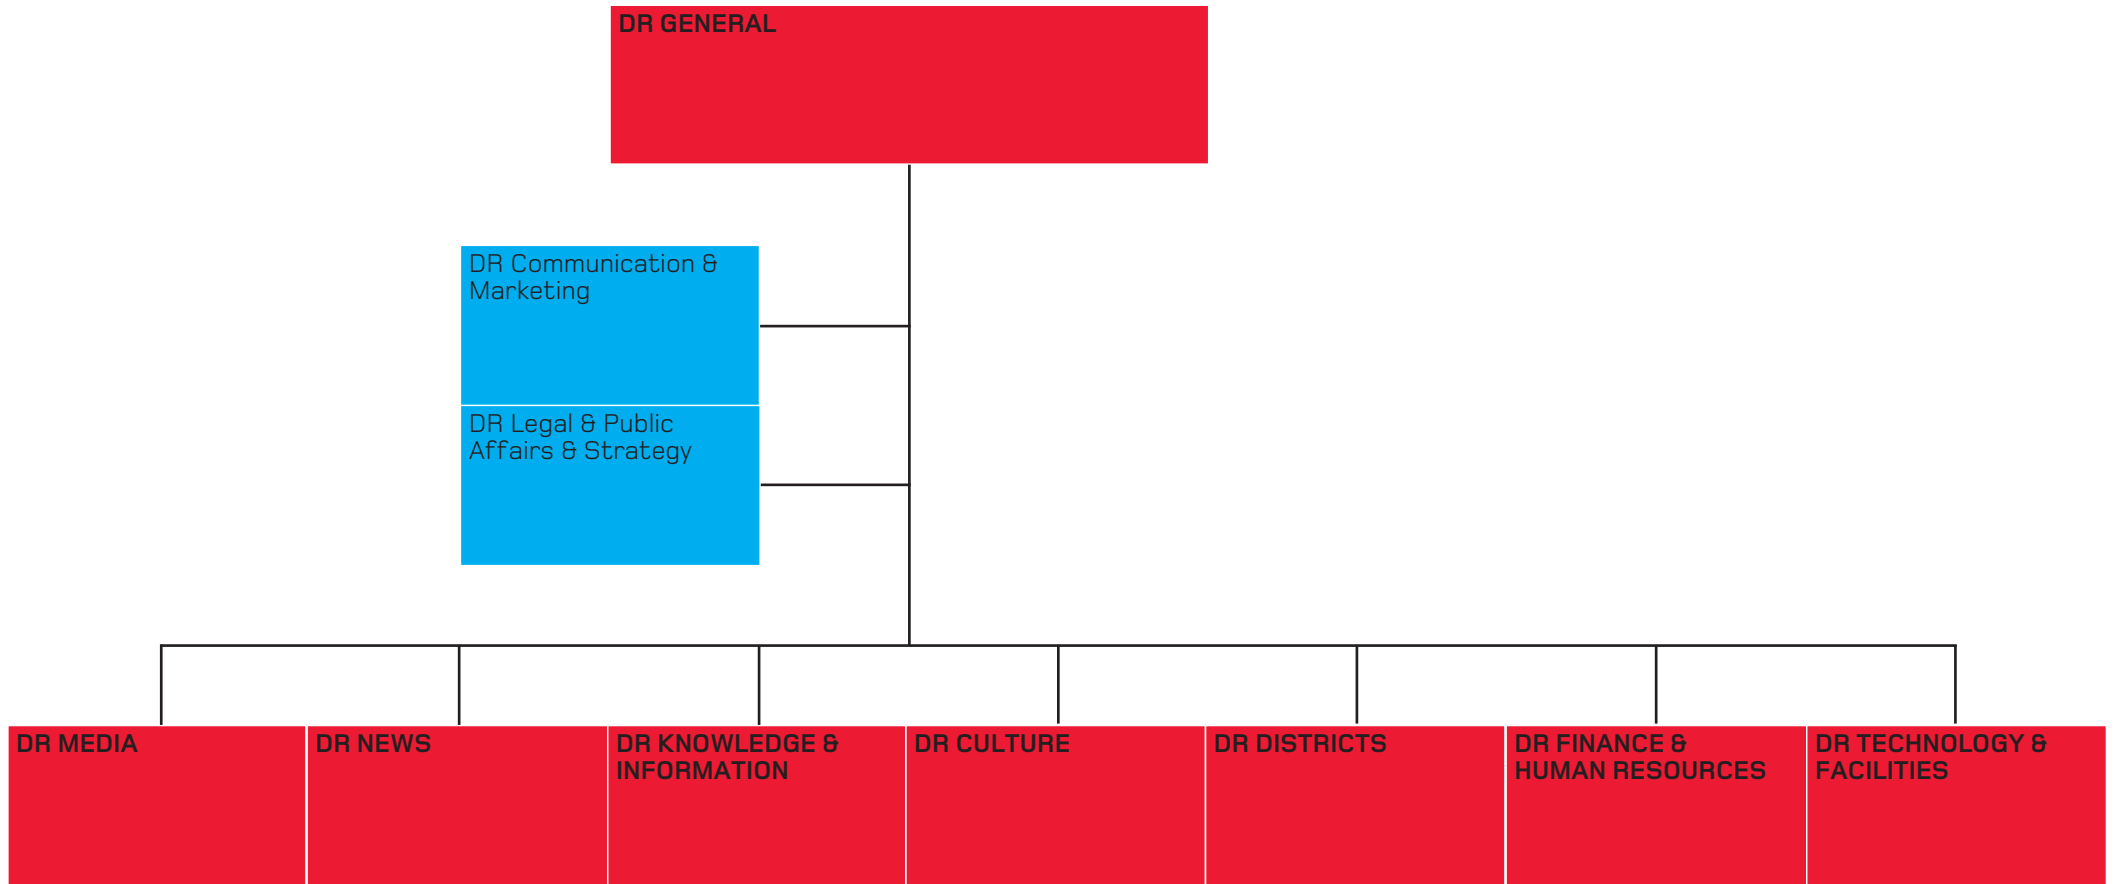 DR GENERAL
DR Communication &
Marketing
DR Legal & Public
Affairs & Strategy
DR MEDIA
DR NEWS
DR KNOWLEDGE &
INFORMATION
DR CULTURE
DR DISTRICTS
DR FINANCE &
HUMAN RESOURCES
DR TECHNOLOGY &
FACILITIES